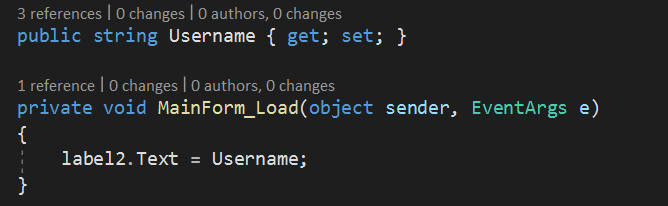 3 references | 0 changes | 0 authors, 0 changes
public string Username { get; set; }
1 reference | 0 changes | 0 authors, 0 changes
private void MainForm_Load(object sender, EventArgs e)
{
label2.Text = Username;
}